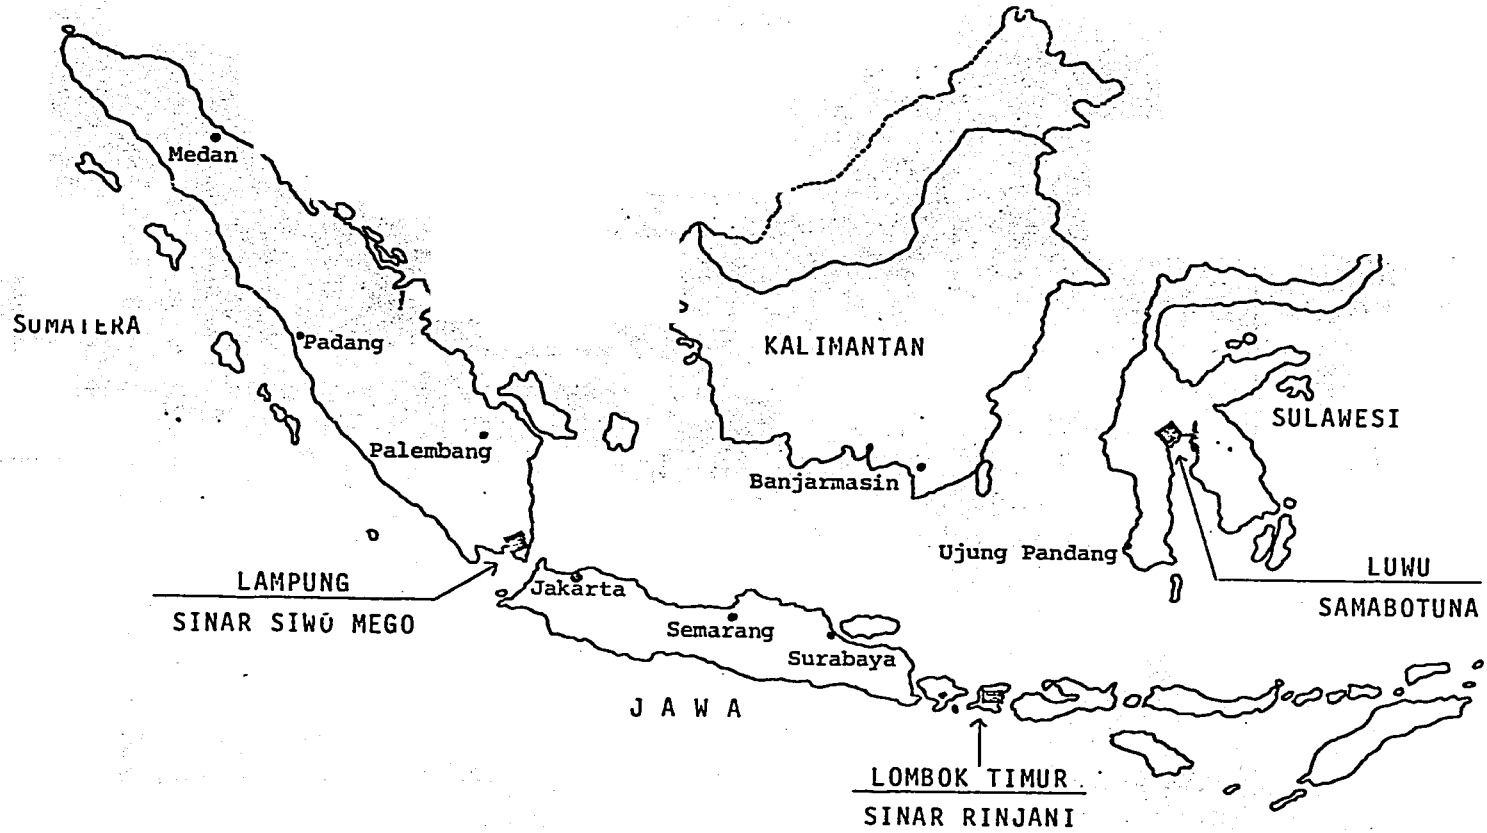 Medan
SUMATERA
Padang
KALIMANTAN
SULAWESI
Palembang
Banjarmasin
Ujung Pandang
LUWU
SAMABOTUNA
LAMPUNG
SINAR SIWO MEGO
Jakarta
Semarang
Surabaya
J A W A
LOMBOK TIMUR
SINAR RINJANI